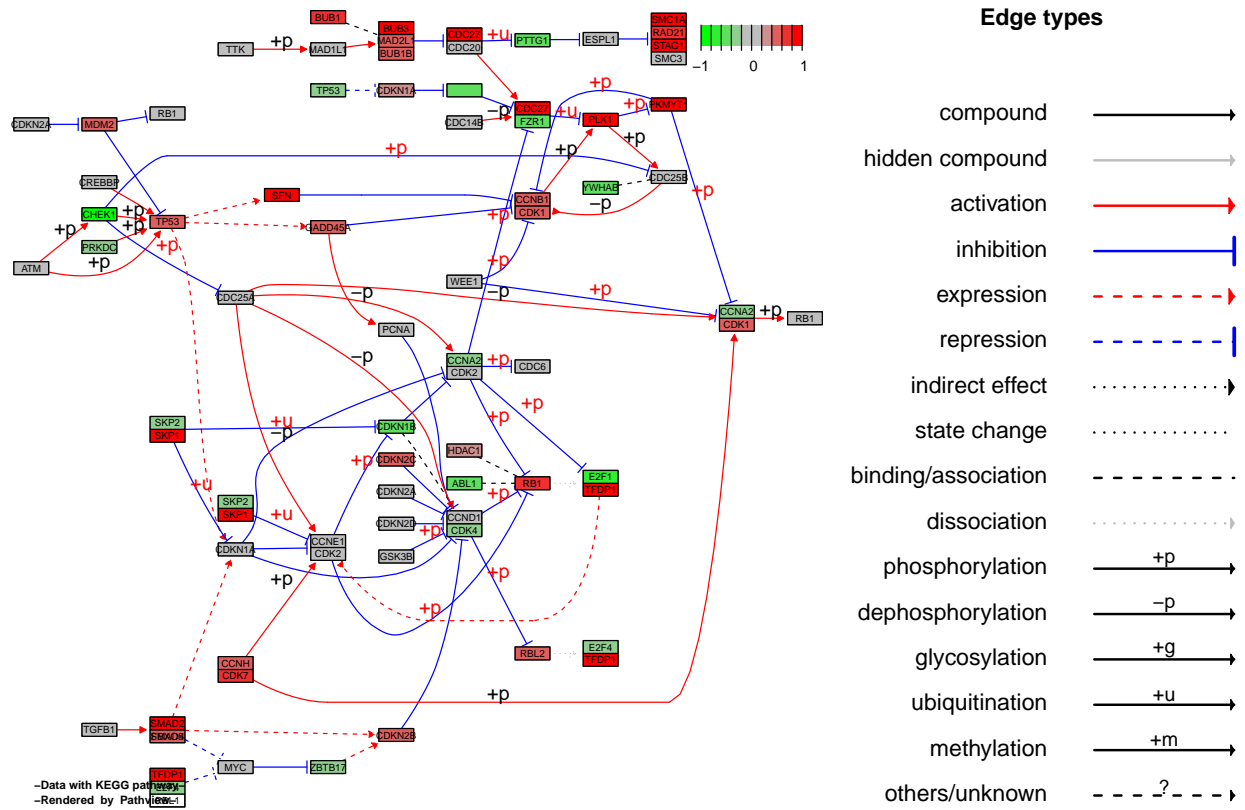 Edge types
BUB1
SMC1A
RAD21
STAG1
SMC3
BUB3
MAD2L1
BUB1B
CDC27
CDC20
+u
PTTG1
ESPL1
TTK
+p
MAD1L1
−1 0 1
TP53
CDKN1A
CDC27
FZR1
−p
+u
PLK1
+p
+p
PKMYT1
CDC14B
CDKN2A
MDM2
RB1
+p
+p
+p
CREBBP
CHEK1
+p
+p
TP53
PRKDC
+p
+p
+p
ATM
SFN
GADD45A
CCNB1
CDK1
+p
YWHAB
CDC25B
−p
+p
WEE1
+p
−p
+p
CDC25A
−p
PCNA
−p
CCNA2
CDK1
+p
RB1
CCNA2
CDK2
+p
CDC6
+p
+p
SKP2
SKP1
+u
−p
CDKN1B
+p
CDKN2C
HDAC1
ABL1
RB1
E2F1
TFDP1
CDKN2A
+p
+u
SKP2
SKP1
+u
CCND1
CDK4
CDKN2D
+p
GSK3B
CDKN1A
CCNE1
CDK2
+p
+p
+p
RBL2
E2F4
TFDP1
CCNH
CDK7
+p
TGFB1
SMAD2
CDKN2B
MYC
ZBTB17
TFDP1
−Data with KEGG pathway−
−Rendered by Pathview−
compound
hidden compound
activation
inhibition
expression
repression
indirect effect
state change
binding/association
dissociation
phosphorylation +p
dephosphorylation −p
glycosylation +g
ubiquitination +u
methylation +m
others/unknown ?